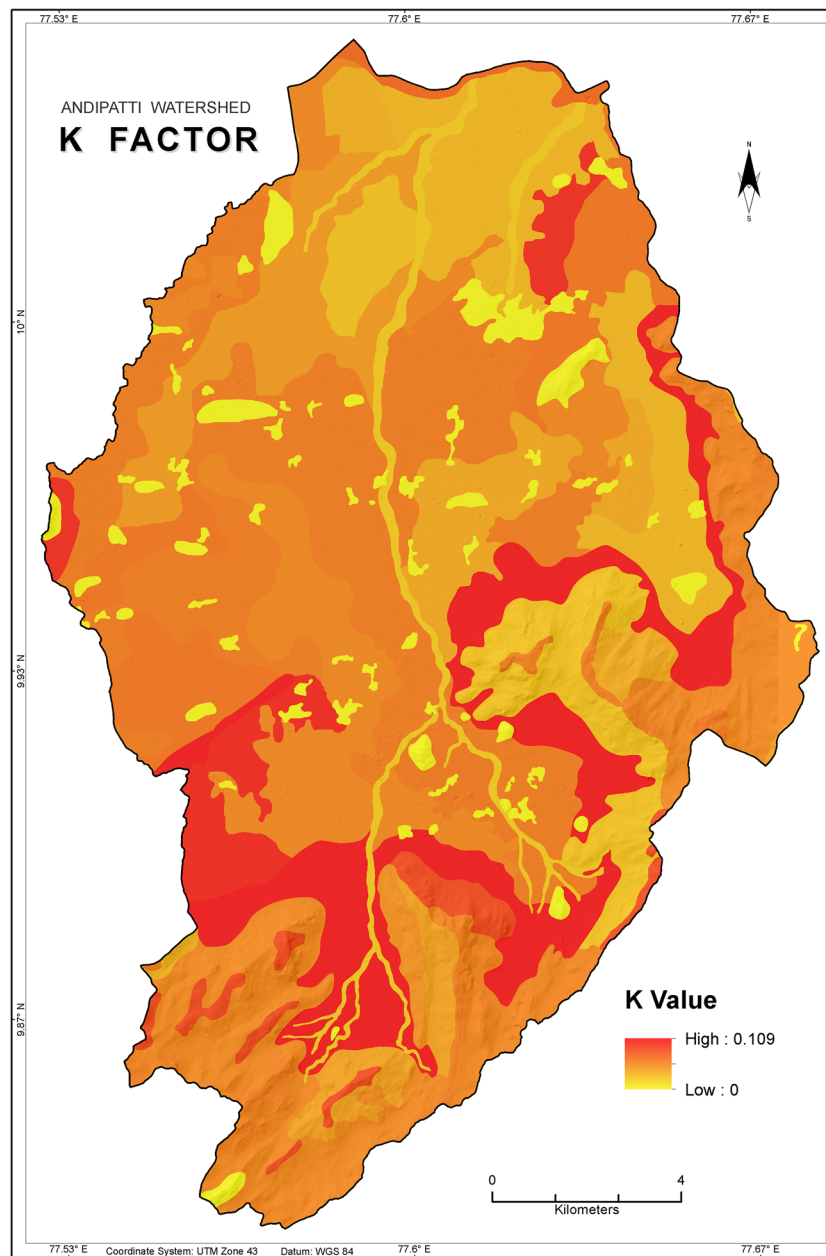 77.53° E 77.6° E 77.67° E
ANDIPATTI WATERSHED
K FACTOR
N
S
10° N
9.93° N
9.87° N
K Value
High : 0.109
Low : 0
0 4
Kilometers
77.53° E Coordinate System: UTM Zone 43 Datum: WGS 84 77.6° E 77.67° E